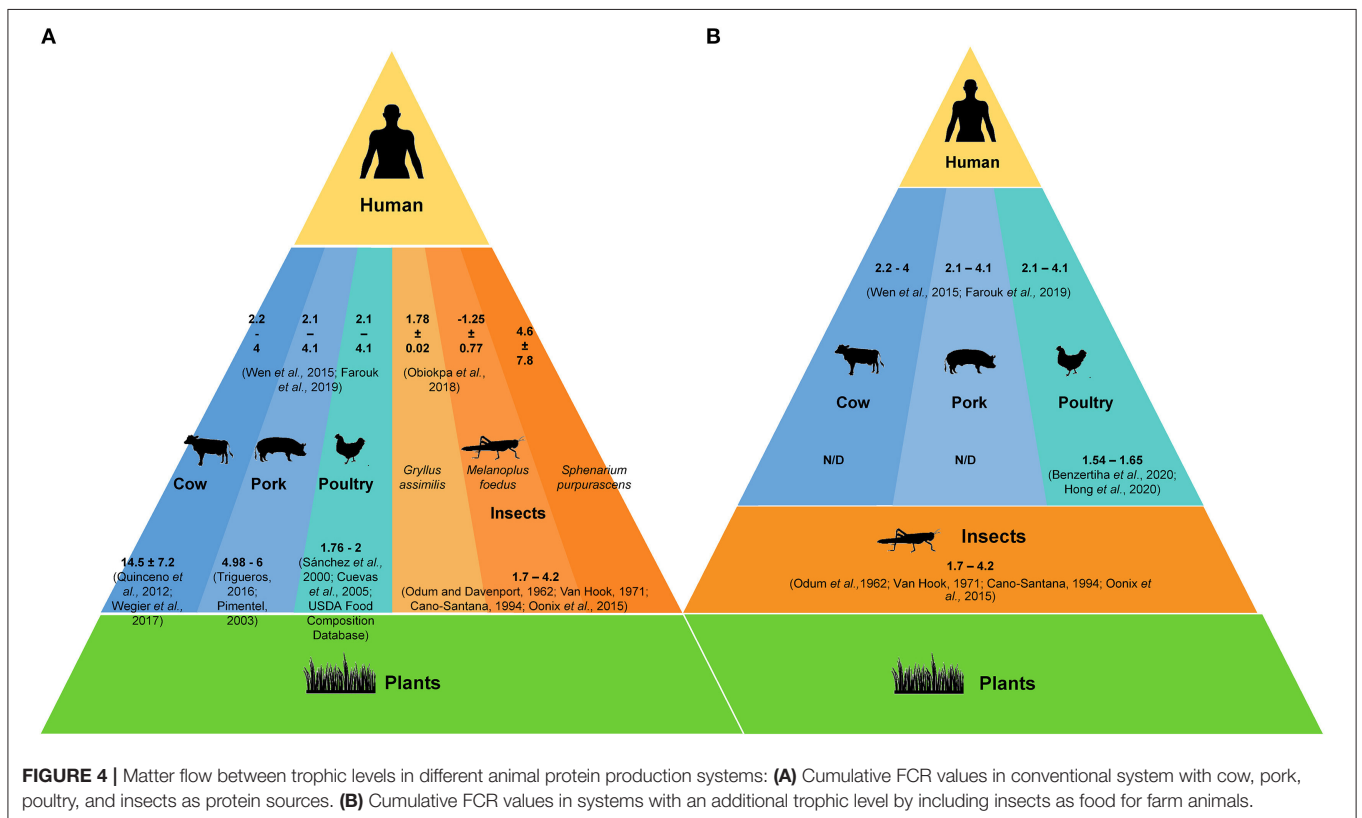 A
Human
2.2
-
4
2.1
–
4.1
2.1
–
4.1
(Wen et al., 2015; Farouk
et al., 2019)
1.78
±
0.02
-1.25
±
0.77
4.6
±
7.8
(Obiokpa et al.,
2018)
Cow
Pork
Poultry
Gryllus
assimilis
Melanoplus
foedus
Sphenarium
purpurascens
Insects
14.5 ± 7.2
(Quinceno et
al., 2012;
Wegier et al.,
2017)
4.98 - 6
(Trigueros,
2016;
Pimentel,
2003)
1.76 - 2
(Sánchez et al.,
2000; Cuevas
et al., 2005;
USDA Food
Composition
Database)
1.7 – 4.2
(Odum and Davenport, 1962; Van Hook, 1971;
Cano-Santana, 1994; Oonix et al., 2015)
Plants
B
Human
2.2 - 4
2.1 – 4.1
2.1 – 4.1
(Wen et al., 2015; Farouk et al., 2019)
Cow
Pork
Poultry
N/D
N/D
1.54 – 1.65
(Benzertiha et al., 2020;
Hong et al., 2020)
Insects
1.7 – 4.2
(Odum et al.,1962; Van Hook, 1971; Cano-Santana, 1994; Oonix et
al., 2015)
Plants
FIGURE 4 | Matter flow between trophic levels in different animal protein production systems: (A) Cumulative FCR values in conventional system with cow, pork,
poultry, and insects as protein sources. (B) Cumulative FCR values in systems with an additional trophic level by including insects as food for farm animals.